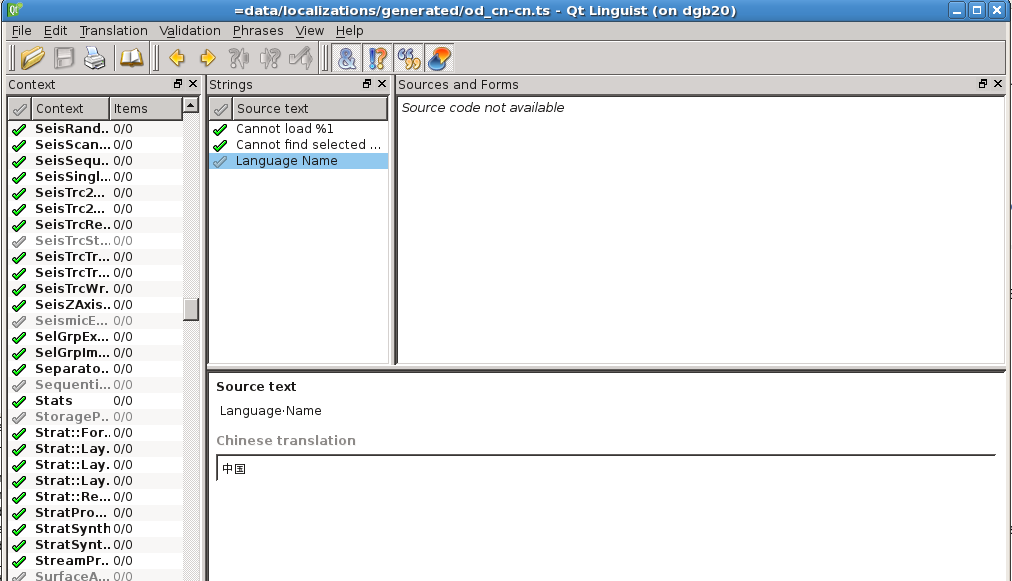 =data/localizations/generated/od_cn-cn.ts - Qt Linguist (on dgb20)
File Edit Translation Validation Phrases View Help
Context
Context Items
SeisRand.. 0/0
SeisScan... 0/0
SeisSequ... 0/0
SeisSingl... 0/0
SeisTrc2... 0/0
SeisTrc2... 0/0
SeisTrcRe.. 0/0
SeisTrcSt.. 0/0
SeisTrcTr... 0/0
SeisTrcTr... 0/0
SeisTrcWr. 0/0
SeisZAxis.. 0/0
SeismicE... 0/0
SelGrpEx... 0/0
SelGrpIm... 0/0
Separato.. 0/0
Sequenti... 0/0
Stats 0/0
StorageP.. 0/0
Strat::For.. 0/0
Strat::Lay. 0/0
Strat::Lay. 0/0
Strat::Lay. 0/0
Strat::Re... 0/0
StratPro... 0/0
StratSynth 0/0
StratSynt.. 0/0
StreamPr.. 0/0
SurfaceA... 0/0
Strings
Source text
Cannot load %1
Cannot find selected ...
Language Name
Sources and Forms
Source code not available
Source text
Language·Name
Chinese translation
中国